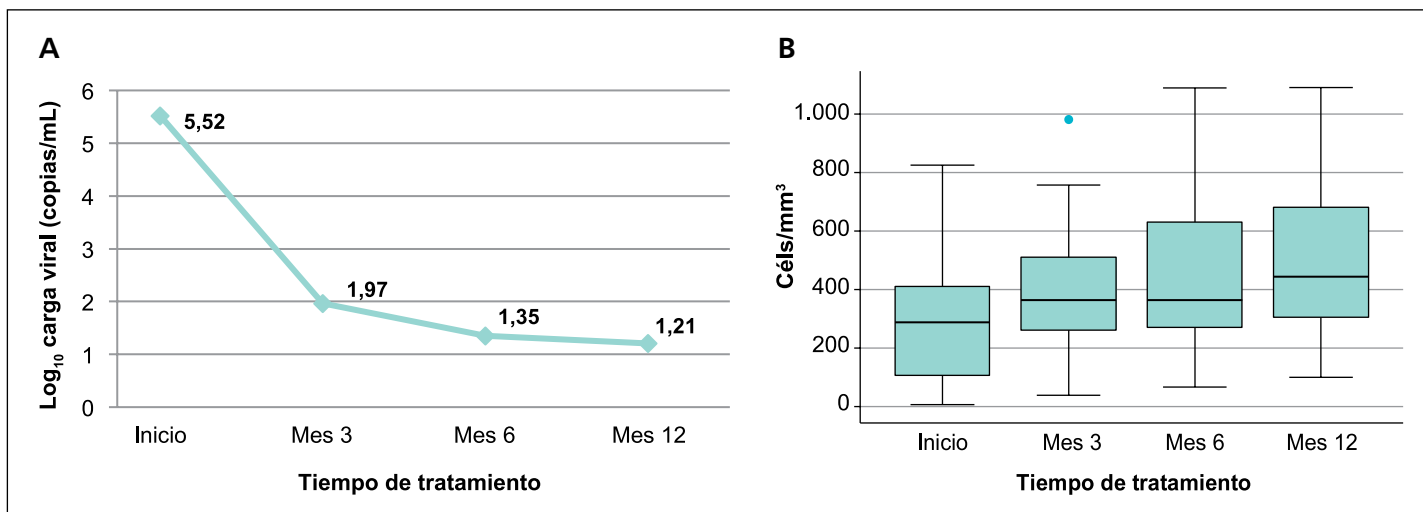 A
Log₁₀ carga viral (copias/mL)
6
5
4
3
2
1
0
5,52
1,97
1,35
1,21
Inicio
Mes 3
Mes 6
Mes 12
Tiempo de tratamiento
B
Céls/mm³
1.000
800
600
400
200
0
Inicio
Mes 3
Mes 6
Mes 12
Tiempo de tratamiento